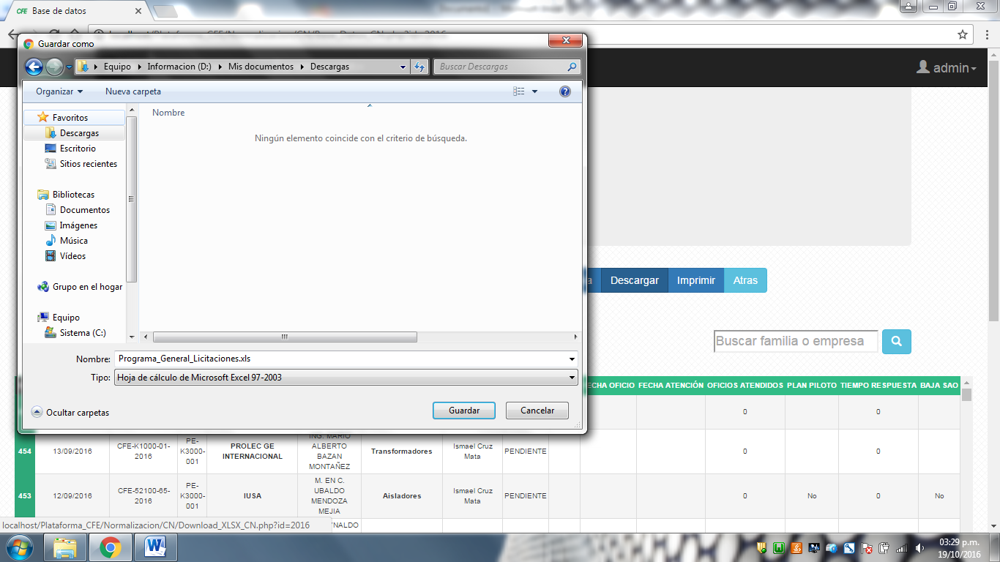 Base de datos
Guardar como
Equipo
Informacion (D:)
Mis documentos
Descargas
Buscar Descargas
admin
Organizar
Nueva carpeta
Favoritos
Descargas
Escritorio
Sitios recientes
Bibliotecas
Documentos
Imágenes
Música
Vídeos
Grupo en el hogar
Equipo
Sistema (C:)
Nombre
Ningún elemento coincide con el criterio de búsqueda.
Nombre: Programa_General_Licitaciones.xls
Tipo: Hoja de cálculo de Microsoft Excel 97-2003
Ocultar carpetas
Guardar
Cancelar
a
Descargar
Imprimir
Atras
Buscar familia o empresa
ECHA OFICIO FECHA ATENCIÓN OFICIOS ATENDIDOS PLAN PILOTO TIEMPO RESPUESTA BAJA SAO
0 0
454
13/09/2016
CFE-K1000-01-
2016
PE-
K3000-
001
PROLEC GE
INTERNACIONAL
ING. MARIO
ALBERTO
BAZAN
MONTAÑEZ
Transformadores
Ismael Cruz
Mata
PENDIENTE
0
0
453
12/09/2016
CFE-52100-65-
2016
PE-
K3000-
001
IUSA
M. EN C.
UBALDO
MENDOZA
MEJIA
Aisladores
Ismael Cruz
Mata
PENDIENTE
0
No
0
No
NALDO
localhost/Plataforma_CFE/Normalizacion/CN/Download_XLSX_CN.php?id=2016
03:29 p.m.
19/10/2016